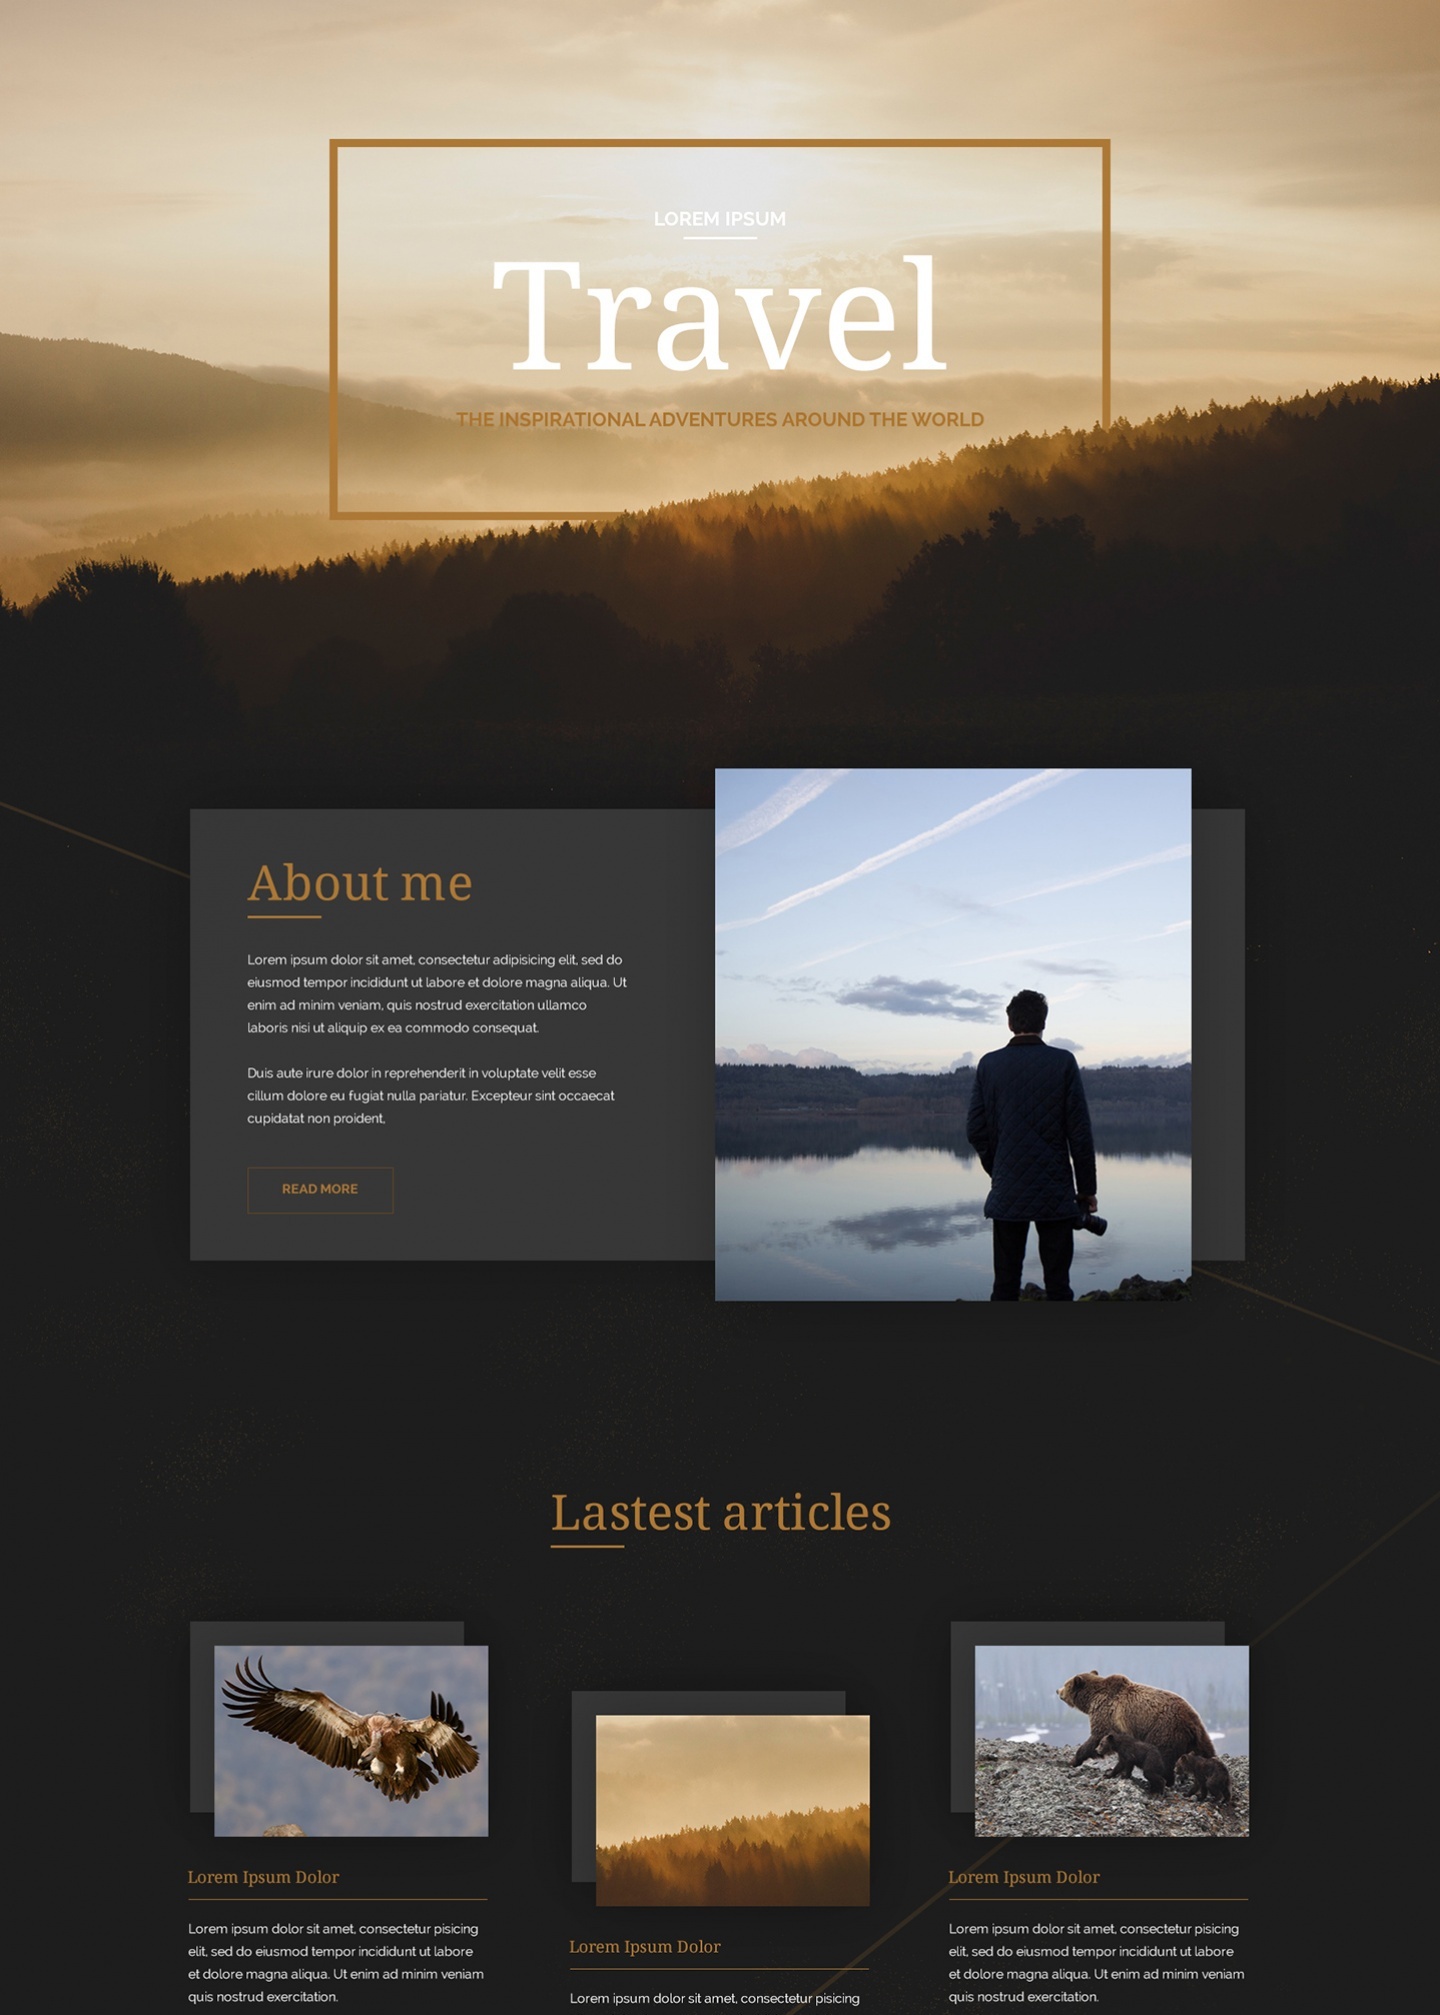 LOREM IPSUM
Travel
THE INSPIRATIONAL ADVENTURES AROUND THE WORLD
About me
Lorem ipsum dolor sit amet, consectetur adipisicing elit, sed do
eiusmod tempor incididunt ut labore et dolore magna aliqua. Ut
enim ad minim veniam, quis nostrud exercitation ullamco
laboris nisi ut aliquip ex ea commodo consequat.
Duis aute irure dolor in reprehenderit in voluptate velit esse
cillum dolore eu fugiat nulla pariatur. Excepteur sint occaecat
cupidatat non proident,
READ MORE
Lastest articles
Lorem Ipsum Dolor
Lorem ipsum dolor sit amet, consectetur pisicing
elit, sed do eiusmod tempor incididunt ut labore
et dolore magna aliqua. Ut enim ad minim veniam
quis nostrud exercitation.
Lorem Ipsum Dolor
Lorem ipsum dolor sit amet, consectetur pisicing
Lorem Ipsum Dolor
Lorem ipsum dolor sit amet, consectetur pisicing
elit, sed do eiusmod tempor incididunt ut labore
et dolore magna aliqua. Ut enim ad minim veniam
quis nostrud exercitation.